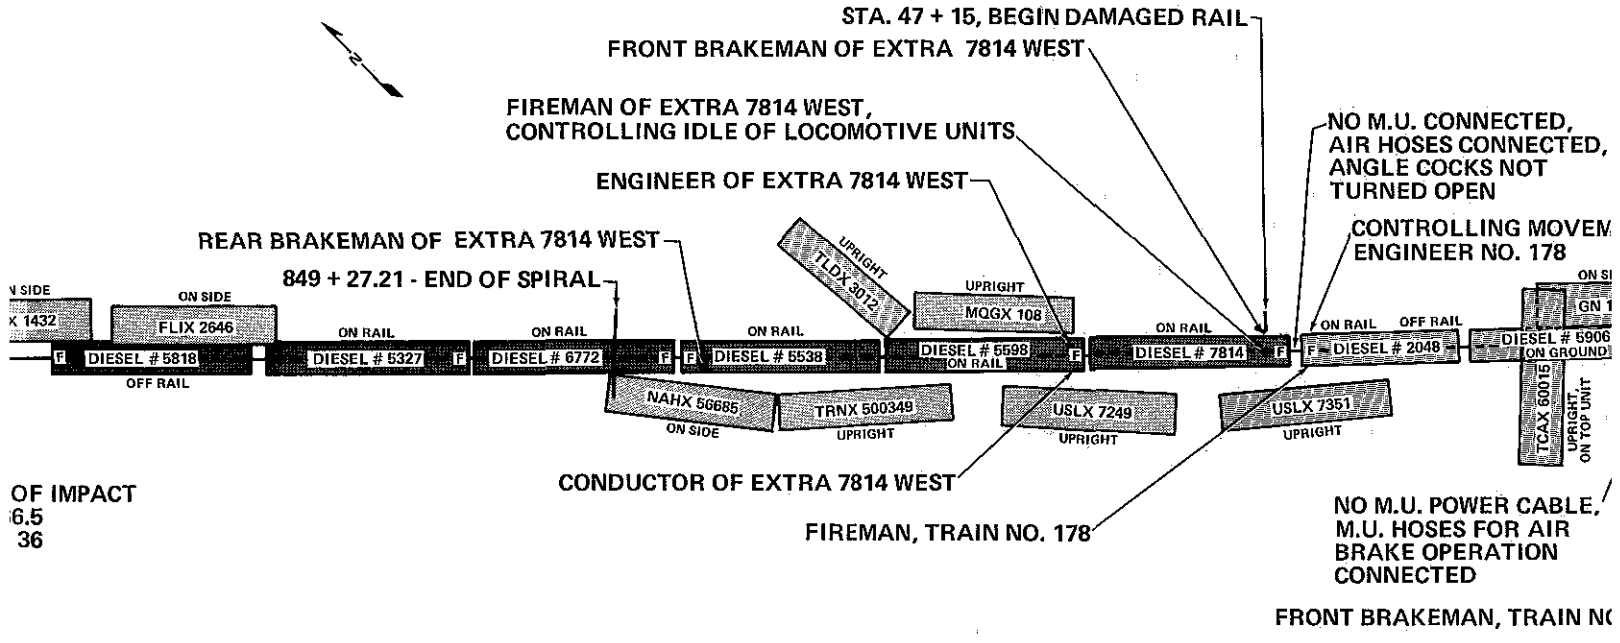 STA. 47 + 15, BEGIN DAMAGED RAIL
FRONT BRAKEMAN OF EXTRA 7814 WEST
N
FIREMAN OF EXTRA 7814 WEST,
CONTROLLING IDLE OF LOCOMOTIVE UNITS
NO M.U. CONNECTED,
AIR HOSES CONNECTED,
ANGLE COCKS NOT
TURNED OPEN
ENGINEER OF EXTRA 7814 WEST
REAR BRAKEMAN OF EXTRA 7814 WEST
CONTROLLING MOVEM
ENGINEER NO. 178
849 + 27.21 - END OF SPIRAL
UPRIGHT
TLDX 3012
UPRIGHT
MQGX 108
N SIDE
X 1432
ON SIDE
FLIX 2646
ON SI
GN 1
ON RAIL
ON RAIL
ON RAIL
ON RAIL
ON RAIL
OFF RAIL
F
DIESEL # 5818
OFF RAIL
DIESEL # 5327
F
DIESEL # 6772
F
F
DIESEL # 5538
DIESEL # 5598
ON RAIL
F
DIESEL # 7814
F
F
DIESEL # 2048
DIESEL # 5906
ON GROUND
NAHX 56685
ON SIDE
TRNX 500349
UPRIGHT
USLX 7249
UPRIGHT
USLX 7351
UPRIGHT
TCAX 60015
UPRIGHT,
ON TOP UNIT
CONDUCTOR OF EXTRA 7814 WEST
FIREMAN, TRAIN NO. 178
OF IMPACT
6.5
36
NO M.U. POWER CABLE,
M.U. HOSES FOR AIR
BRAKE OPERATION
CONNECTED
FRONT BRAKEMAN, TRAIN NO